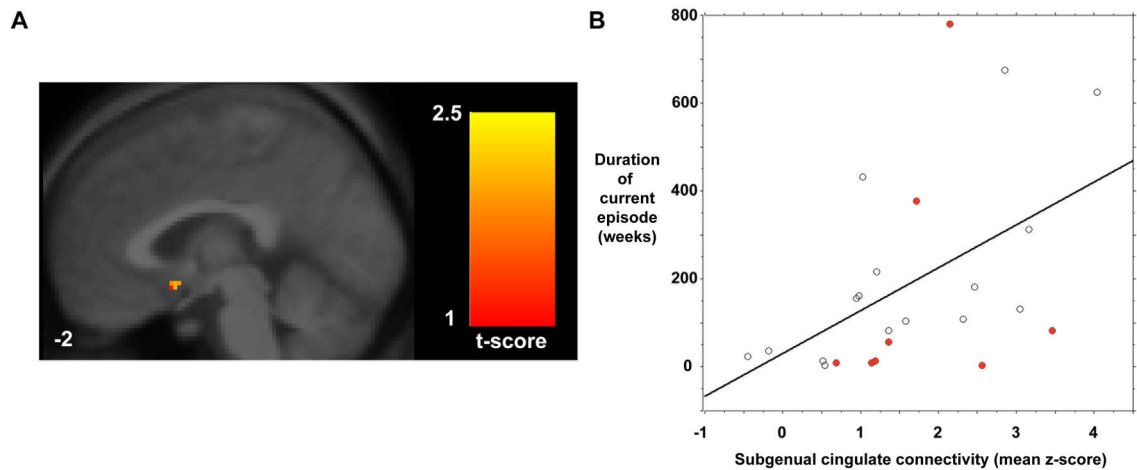 A
2.5
1
t-score
-2
B
800
600
400
200
0
Duration
of
current
episode
(weeks)
-1 0 1 2 3 4
Subgenual cingulate connectivity (mean z-score)